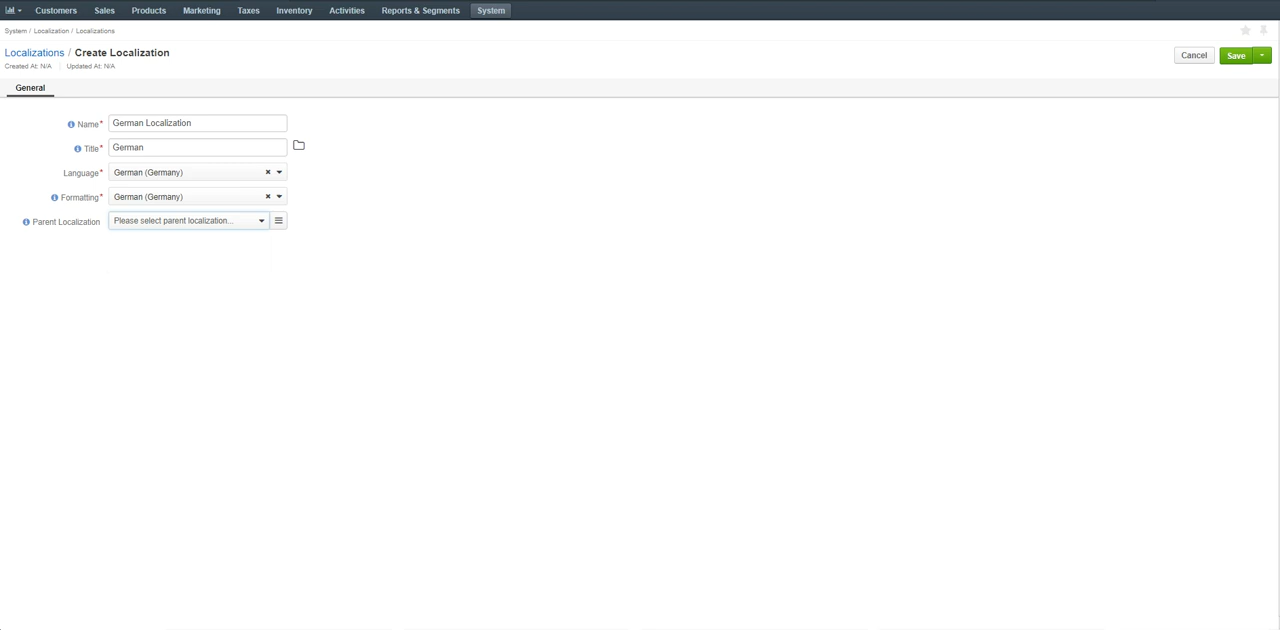 Customers Sales Products Marketing Taxes Inventory Activities Reports & Segments System
System / Localization / Localizations
Localizations / Create Localization
Cancel Save
Created At: N/A Updated At: N/A
General
Name* German Localization
Title* German
Language* German (Germany)
Formatting* German (Germany)
Parent Localization Please select parent localization...